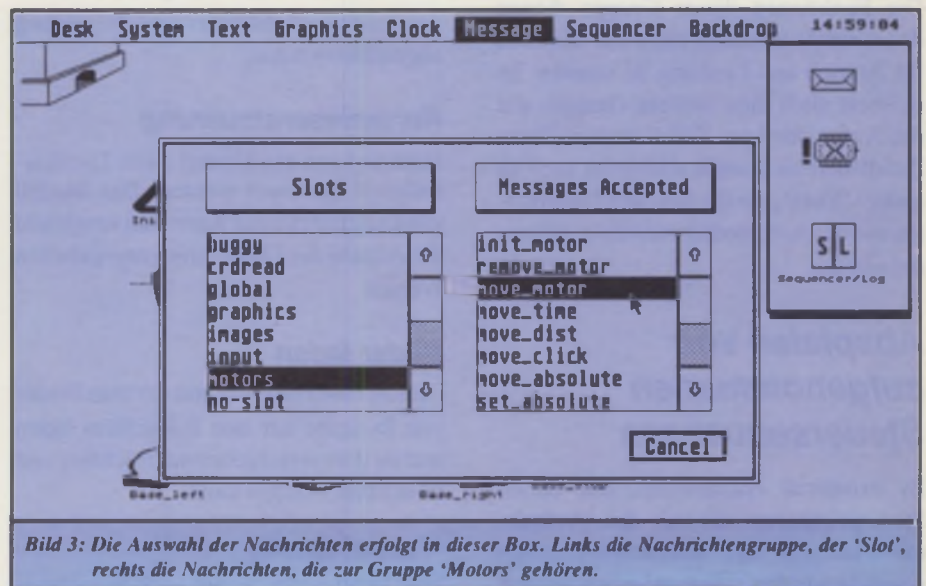 Desk System Text Graphics Clock Message Sequencer Backdrop 14:59:04
Slots
Messages Accepted
buggy
crdread
global
graphics
images
input
motors
no-slot
init_motor
remove_motor
move_motor
move_time
move_dist
move_click
move_absolute
set_absolute
Cancel
SL
Sequencer/Log
Base_left
Base_right
Bild 3: Die Auswahl der Nachrichten erfolgt in dieser Box. Links die Nachrichtengruppe, der ‘Slot’,
rechts die Nachrichten, die zur Gruppe ‘Motors’ gehören.